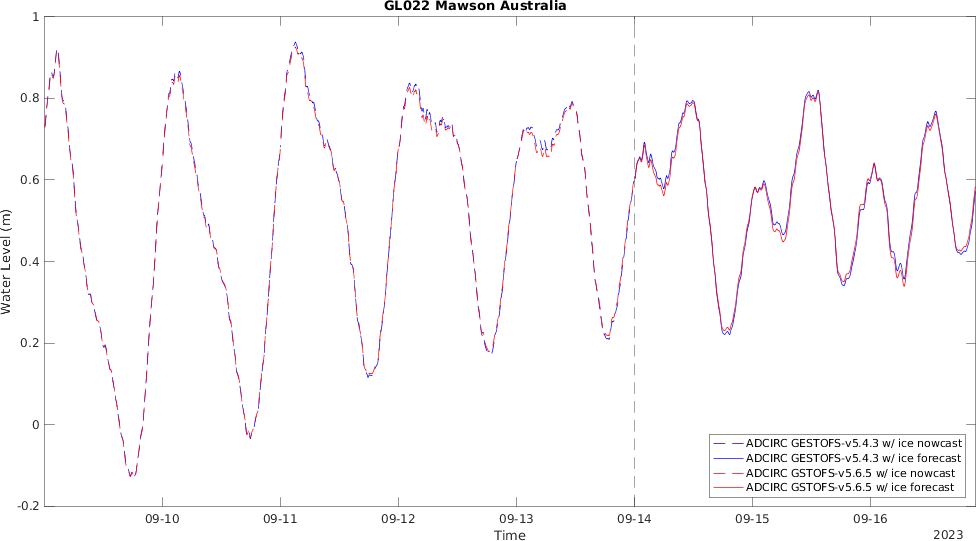 GL022 Mawson Australia
1
0.8
0.6
0.4
0.2
0
-0.2
Water Level (m)
09-10 09-11 09-12 09-13 09-14 09-15 09-16
Time
2023
ADCIRC GESTOFS-v5.4.3 w/ ice nowcast
ADCIRC GESTOFS-v5.4.3 w/ ice forecast
ADCIRC GSTOFS-v5.6.5 w/ ice nowcast
ADCIRC GSTOFS-v5.6.5 w/ ice forecast